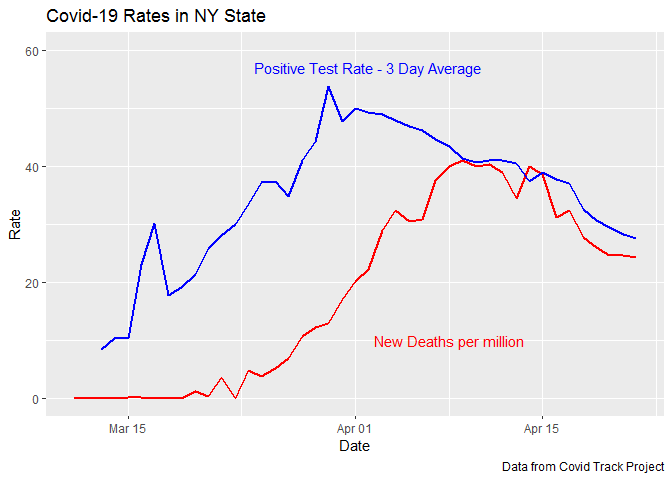 Covid-19 Rates in NY State
60
Positive Test Rate - 3 Day Average
40
Rate
20
New Deaths per million
0
Mar 15
Apr 01
Apr 15
Date
Data from Covid Track Project